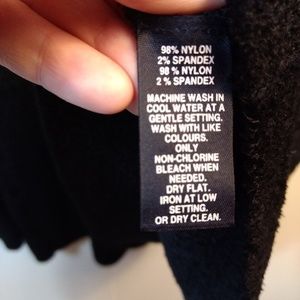 98% NYLON
2% SPANDEX
98 % NYLON
2 % SPANDEX
MACHINE WASH IN
COOL WATER AT A
GENTLE SETTING.
WASH WITH LIKE
COLOURS.
ONLY
NON-CHLORINE
BLEACH WHEN
NEEDED.
DRY FLAT.
IRON AT LOW
SETTING.
OR DRY CLEAN.